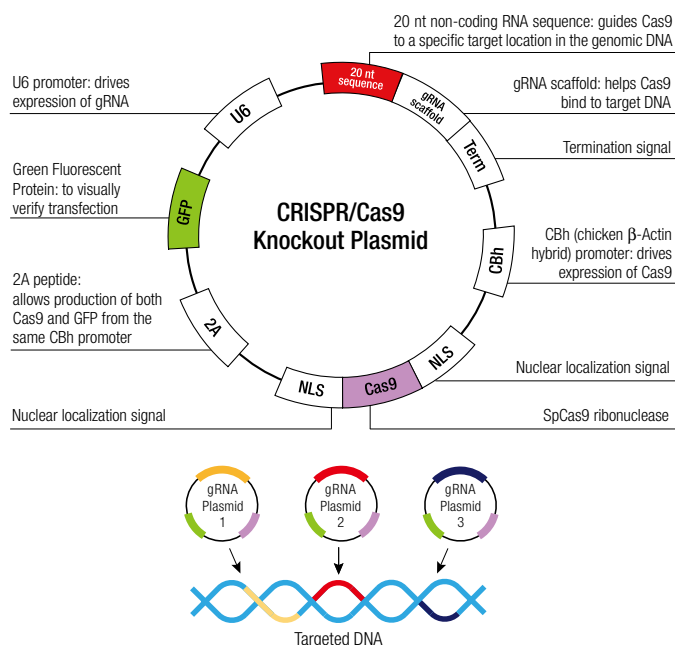 20 nt non-coding RNA sequence: guides Cas9
to a specific target location in the genomic DNA
U6 promoter: drives
expression of gRNA
20 nt
sequence
gRNA
scaffold
gRNA scaffold: helps Cas9
bind to target DNA
U6
Term
Termination signal
Green Fluorescent
Protein: to visually
verify transfection
GFP
CRISPR/Cas9
Knockout Plasmid
CBh
CBh (chicken β-Actin
hybrid) promoter: drives
expression of Cas9
2A peptide:
allows production of both
Cas9 and GFP from the
same CBh promoter
2A
NLS
Cas9
NLS
Nuclear localization signal
Nuclear localization signal
SpCas9 ribonuclease
gRNA
Plasmid
1
gRNA
Plasmid
2
gRNA
Plasmid
3
Targeted DNA